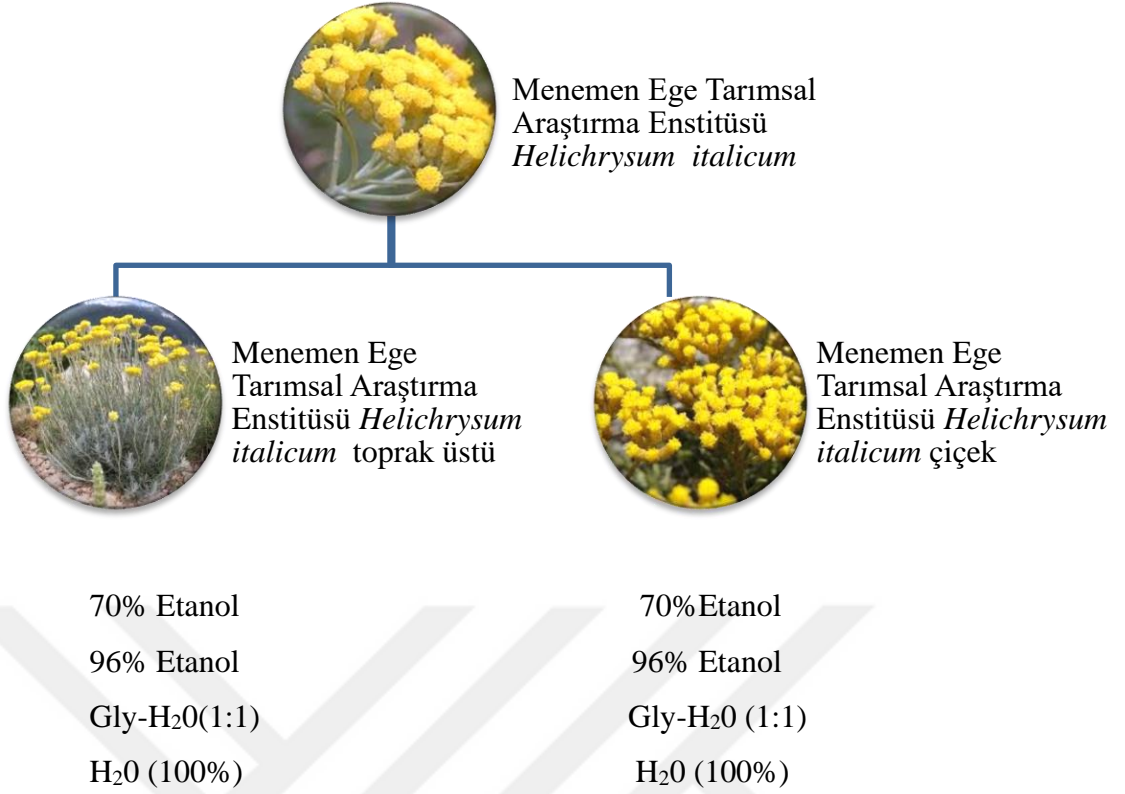 Menemen Ege Tarımsal
Araştırma Enstitüsü
Helichrysum italicum
Menemen Ege
Tarımsal Araştırma
Enstitüsü Helichrysum
italicum toprak üstü
Menemen Ege
Tarımsal Araştırma
Enstitüsü Helichrysum
italicum çiçek
70% Etanol
96% Etanol
Gly-H₂0(1:1)
H₂0 (100%)
70%Etanol
96% Etanol
Gly-H₂0 (1:1)
H₂0 (100%)